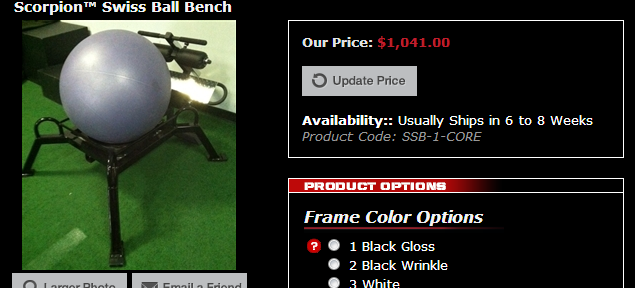 Scorpion™ Swiss Ball Bench
Our Price: $1,041.00
Update Price
Availability:: Usually Ships in 6 to 8 Weeks
Product Code: SSB-1-CORE
PRODUCT OPTIONS
Frame Color Options
? 1 Black Gloss
2 Black Wrinkle
3 White
Larger Photo
Email a Friend